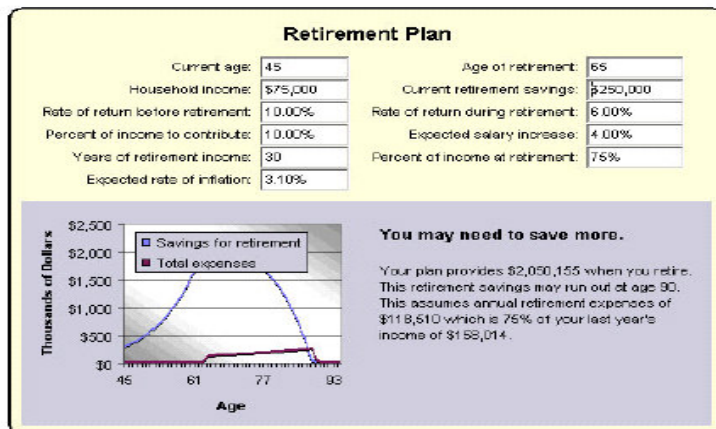 Retirement Plan
Current age: 45
Age of retirement: 65
Household income: $75,000
Current retirement savings: $250,000
Rate of return before retirement: 10.00%
Rate of return during retirement: 6.00%
Percent of income to contribute: 10.00%
Expected salary increase: 4.00%
Years of retirement income: 30
Percent of income at retirement: 75%
Expected rate of inflation: 3.10%
Thousands of Dollars
$2,500
$2,000
$1,500
$1,000
$500
$0
Savings for retirement
Total expenses
45 61 77 93
Age
You may need to save more.
Your plan provides $2,050,155 when you retire.
This retirement savings may run out at age 90.
This assumes annual retirement expenses of
$118,510 which is 75% of your last year's
income of $158,014.